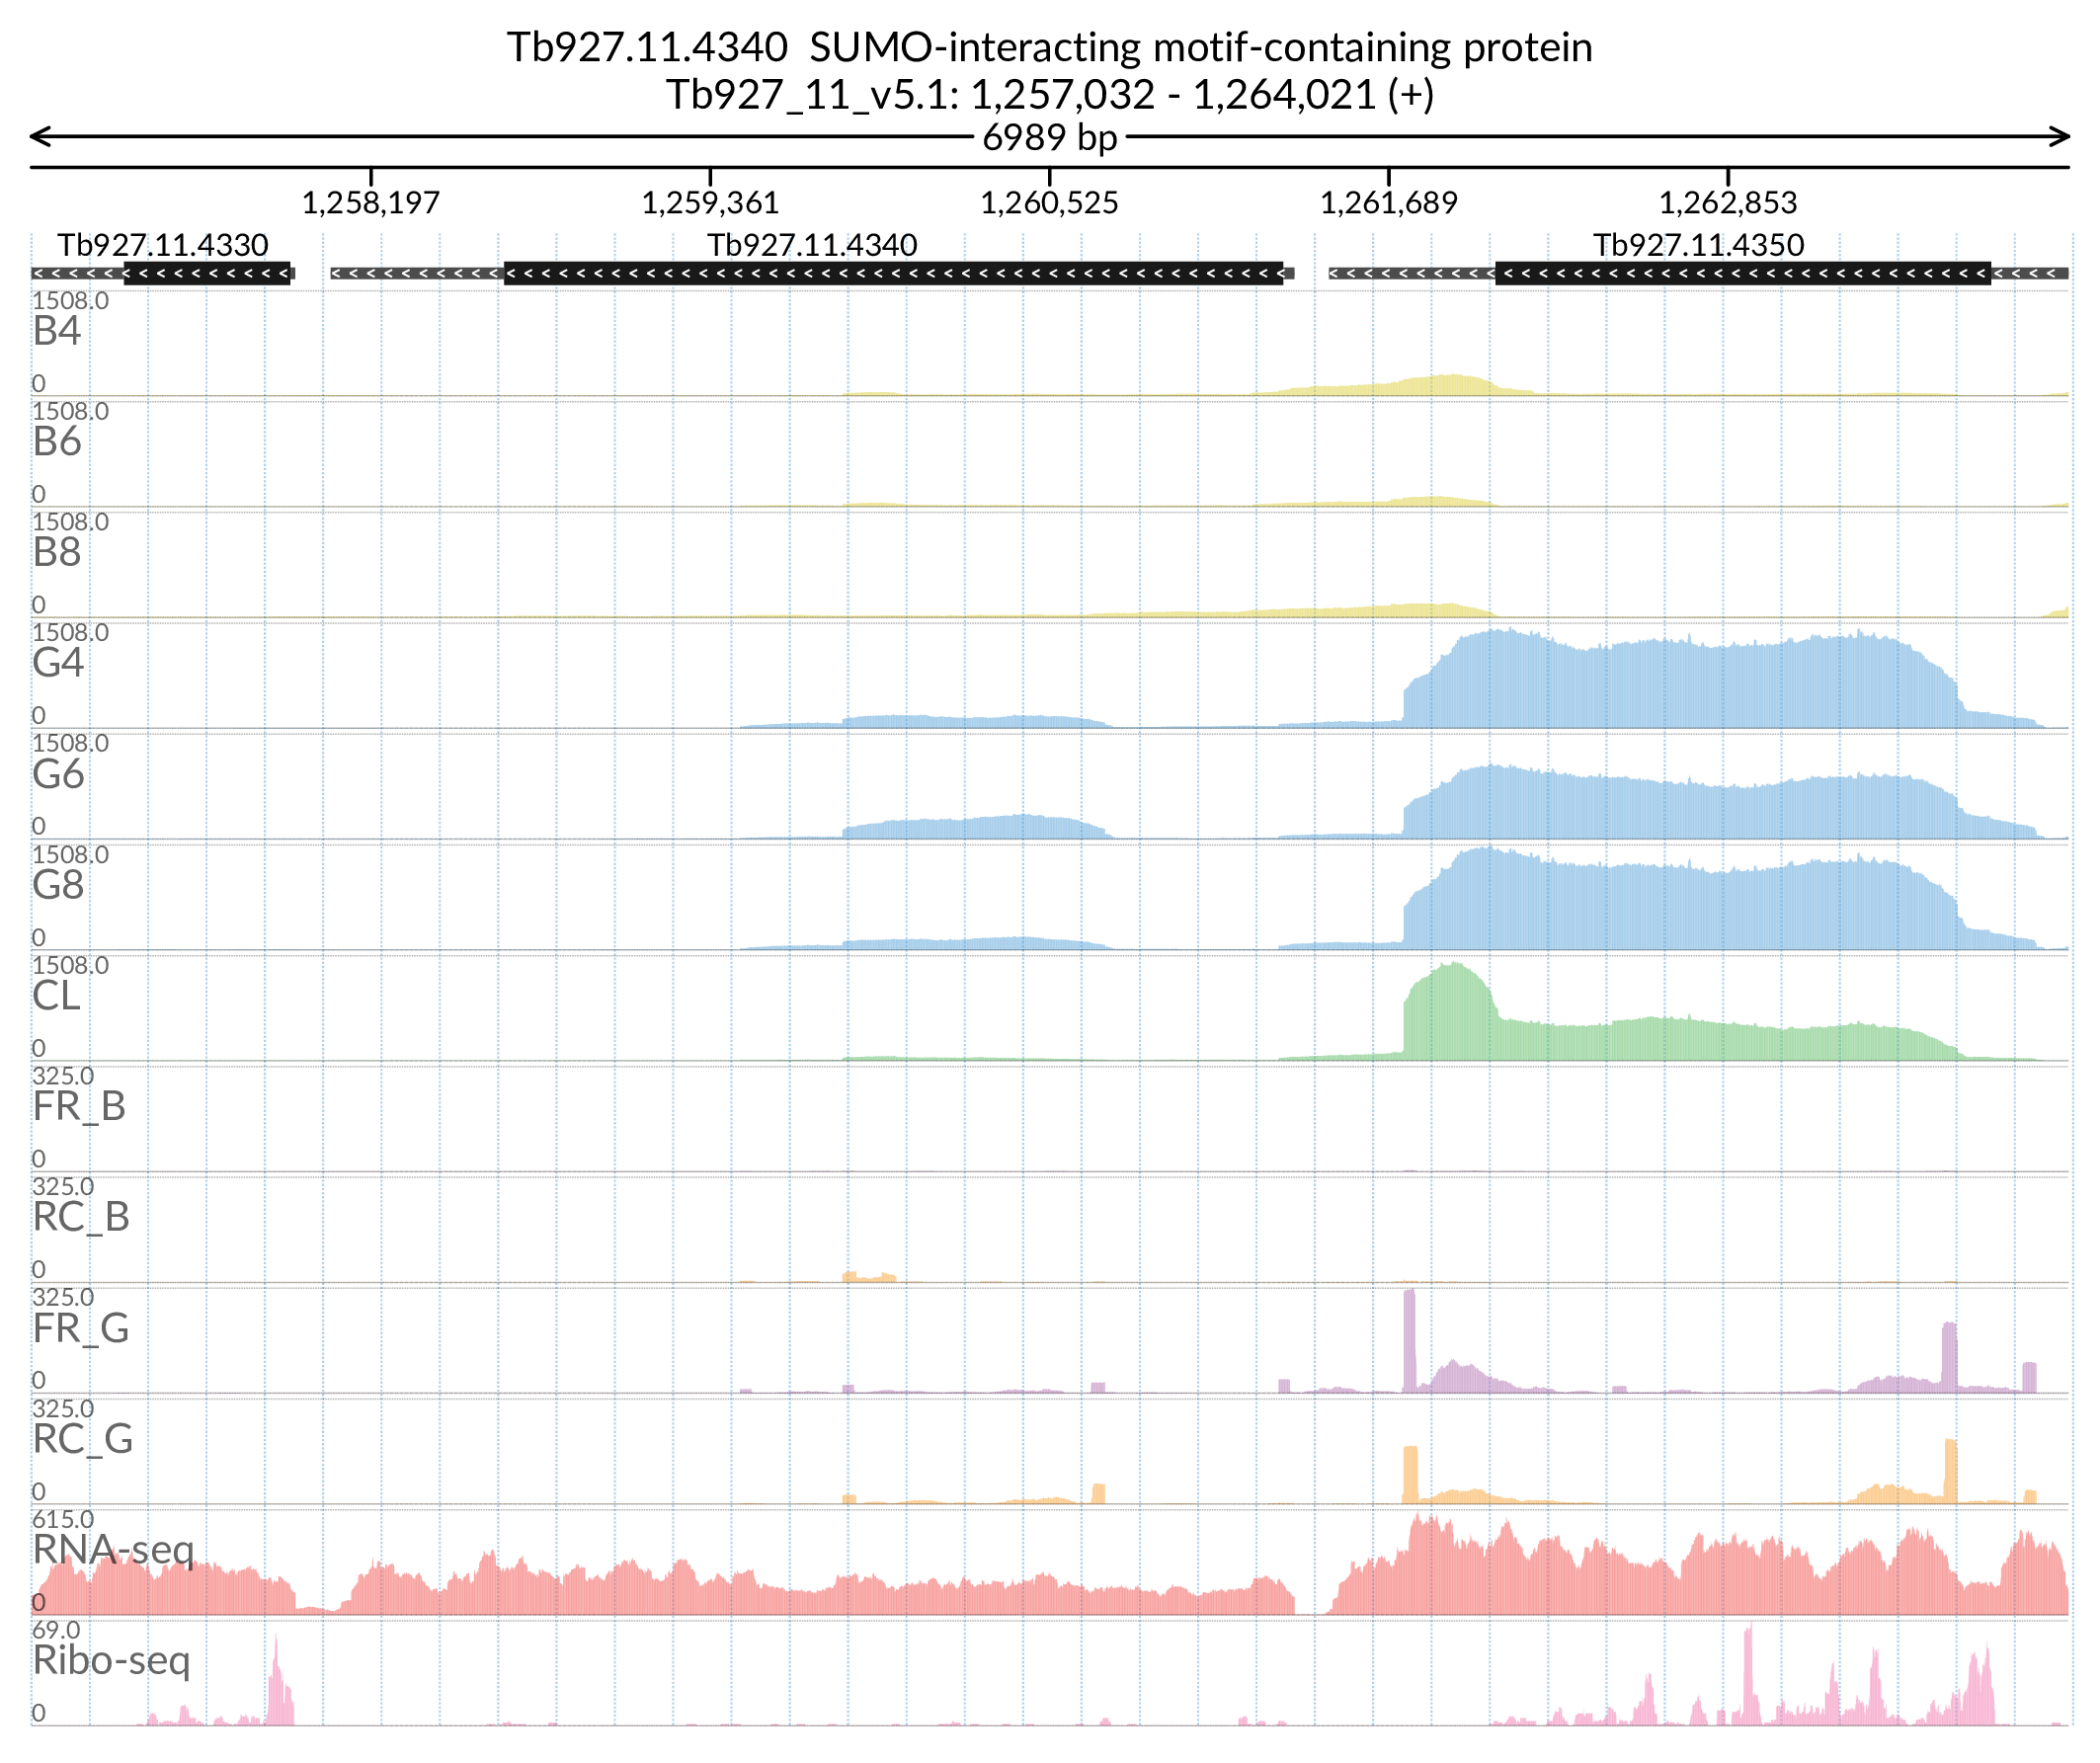 Tb927.11.4340  SUMO-interacting motif-containing protein
Tb927_11_v5.1: 1,257,032 - 1,264,021 (+)
6989 bp
1,258,197 1,259,361 1,260,525 1,261,689 1,262,853
Tb927.11.4330 Tb927.11.4340 Tb927.11.4350
1508.0
B4
0
1508.0
B6
0
1508.0
B8
0
1508.0
G4
0
1508.0
G6
0
1508.0
G8
0
1508.0
CL
0
325.0
FR_B
0
325.0
RC_B
0
325.0
FR_G
0
325.0
RC_G
0
615.0
RNA-seq
0
69.0
Ribo-seq
0